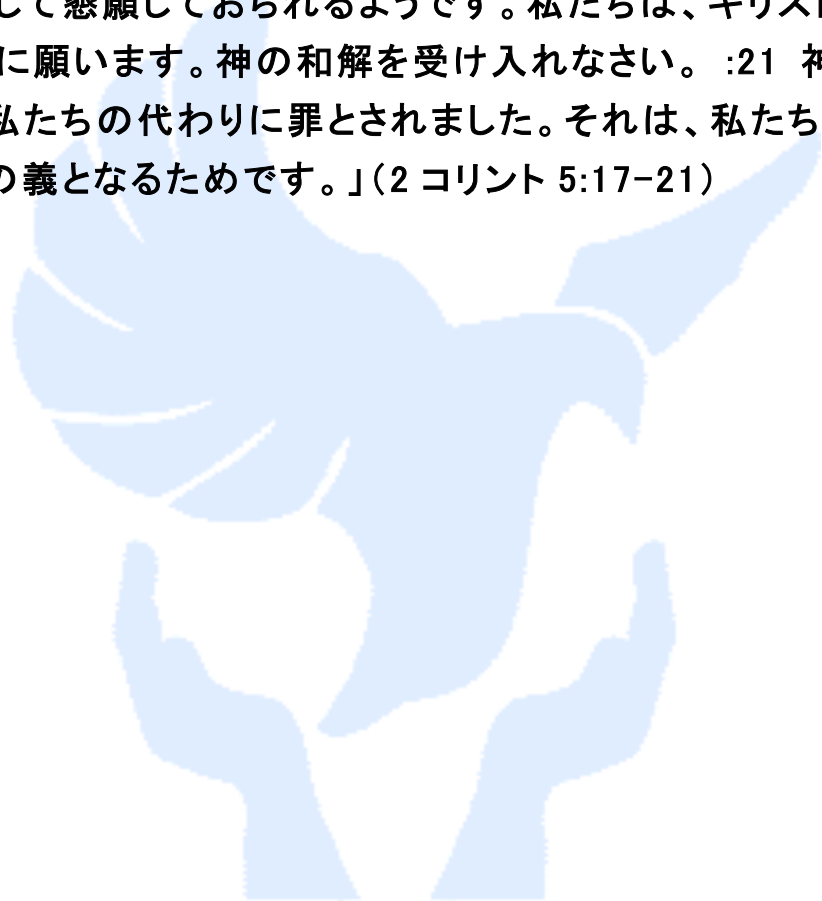 して懇願しておられるようです。私たちは、キリスト
に願います。神の和解を受け入れなさい。 :21 神
私たちの代わりに罪とされました。それは、私たち
の義となるためです。」(2 コリント 5:17-21)